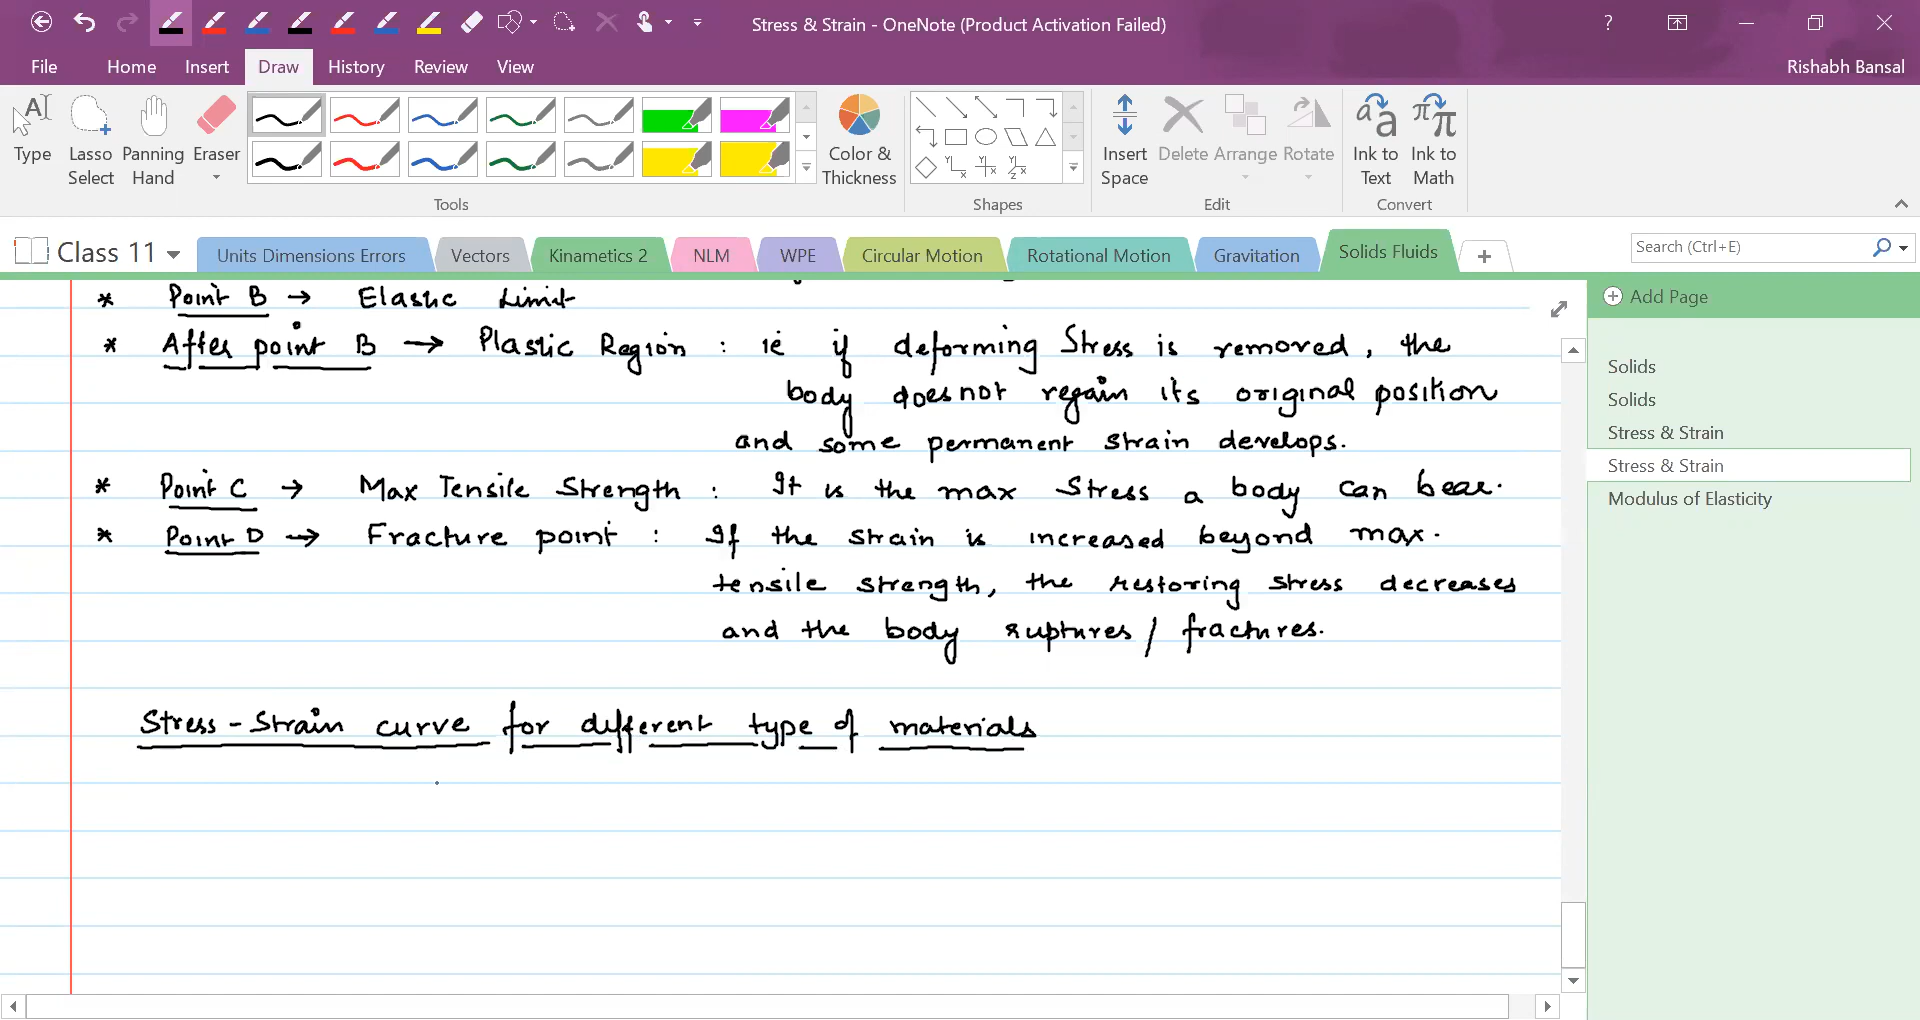 Stress & Strain - OneNote (Product Activation Failed)
?
File Home Insert Draw History Review View
Rishabh Bansal
Type
Lasso Select
Panning Hand
Eraser
Color & Thickness
Insert Space
Delete Arrange Rotate
Ink to Text
Ink to Math
Tools
Shapes
Edit
Convert
Class 11
Units Dimensions Errors
Vectors
Kinametics 2
NLM
WPE
Circular Motion
Rotational Motion
Gravitation
Solids Fluids
+
Search (Ctrl+E)
Add Page
Solids
Solids
Stress & Strain
Stress & Strain
Modulus of Elasticity
* Point B → Elastic Limit
* After point B → Plastic Region : ie if deforming Stress is removed, the
body does not regain its original position
and some permanent strain develops.
* Point C → Max Tensile Strength : It is the max Stress a body can bear.
* Point D → Fracture point : If the strain is increased beyond max.
tensile strength, the restoring stress decreases
and the body ruptures / fractures.
Stress - Strain curve for different type of materials